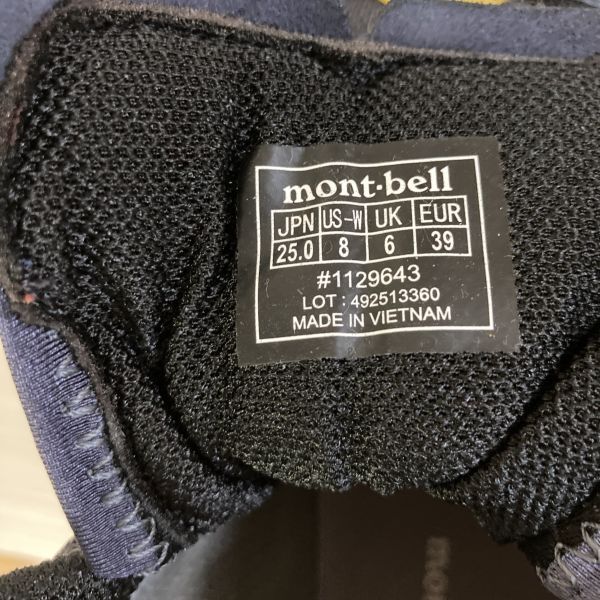 mont·bell
JPN US-W UK EUR
25.0 8 6 39
#1129643
LOT : 492513360
MADE IN VIETNAM